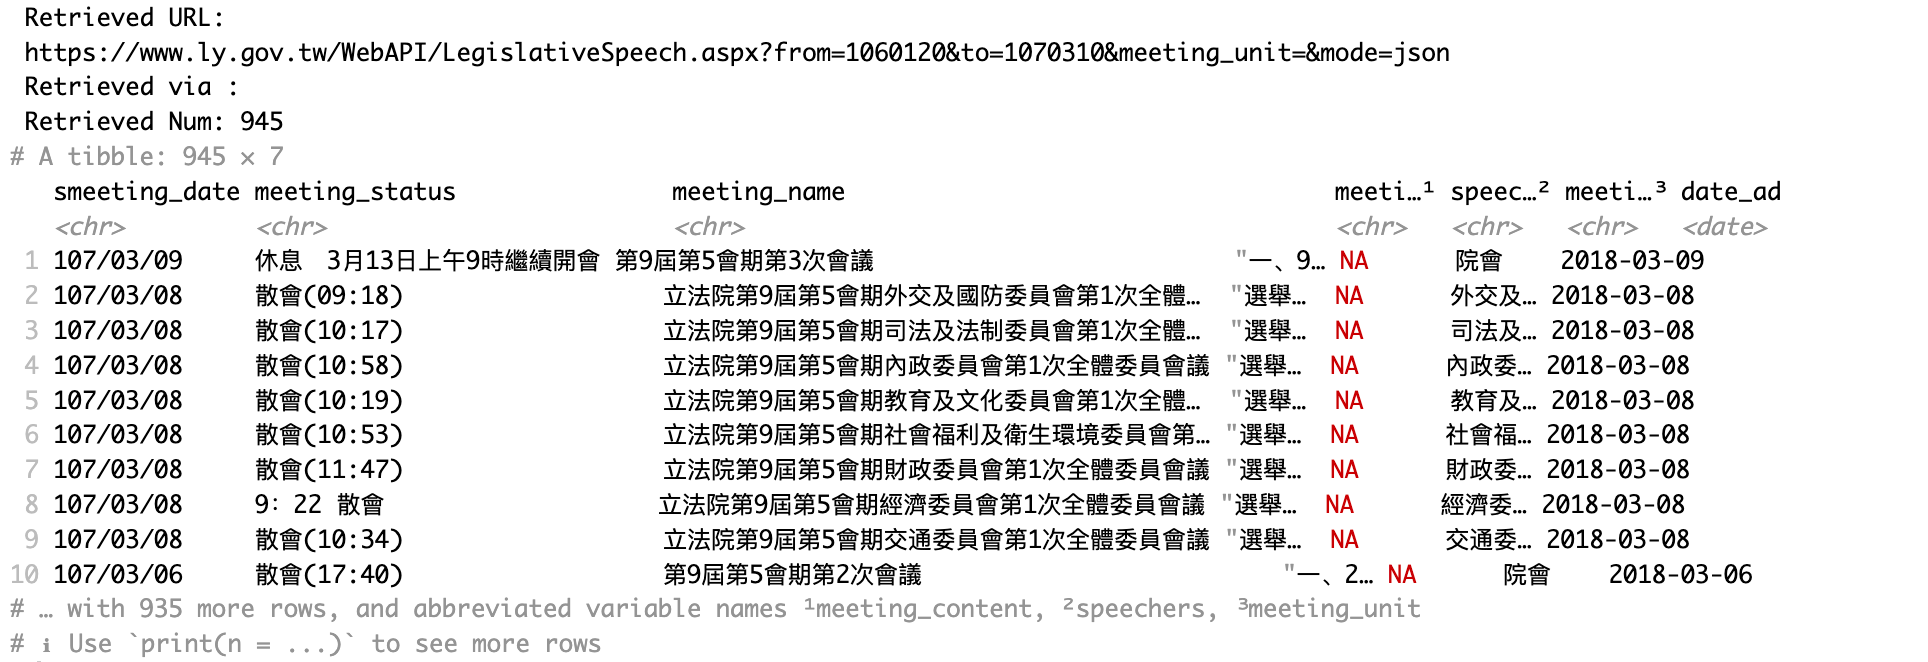 Retrieved URL:
https://www.ly.gov.tw/WebAPI/LegislativeSpeech.aspx?from=1060120&to=1070310&meeting_unit=&mode=json
Retrieved via :
Retrieved Num: 945
# A tibble: 945 × 7
smeeting_date meeting_status meeting_name meeti…¹ speec…² meeti…³ date_ad
<chr> <chr> <chr> <chr> <chr> <chr> <date>
1 107/03/09 休息 3月13日上午9時繼續開會 第9屆第5會期第3次會議 "一、9… NA 院會 2018-03-09
2 107/03/08 散會(09:18) 立法院第9屆第5會期外交及國防委員會第1次全體… "選舉… NA 外交及… 2018-03-08
3 107/03/08 散會(10:17) 立法院第9屆第5會期司法及法制委員會第1次全體… "選舉… NA 司法及… 2018-03-08
4 107/03/08 散會(10:58) 立法院第9屆第5會期內政委員會第1次全體委員會議 "選舉… NA 內政委… 2018-03-08
5 107/03/08 散會(10:19) 立法院第9屆第5會期教育及文化委員會第1次全體… "選舉… NA 教育及… 2018-03-08
6 107/03/08 散會(10:53) 立法院第9屆第5會期社會福利及衛生環境委員會第… "選舉… NA 社會福… 2018-03-08
7 107/03/08 散會(11:47) 立法院第9屆第5會期財政委員會第1次全體委員會議 "選舉… NA 財政委… 2018-03-08
8 107/03/08 9：22 散會 立法院第9屆第5會期經濟委員會第1次全體委員會議 "選舉… NA 經濟委… 2018-03-08
9 107/03/08 散會(10:34) 立法院第9屆第5會期交通委員會第1次全體委員會議 "選舉… NA 交通委… 2018-03-08
10 107/03/06 散會(17:40) 第9屆第5會期第2次會議 "一、2… NA 院會 2018-03-06
# … with 935 more rows, and abbreviated variable names ¹meeting_content, ²speechers, ³meeting_unit
# ℹ Use `print(n = ...)` to see more rows